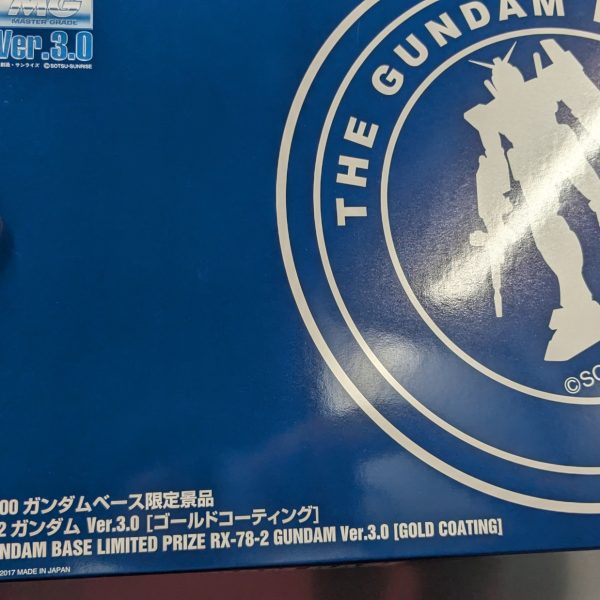 MG
MASTER GRADE
Ver.3.0
創通・サンライズ ©SOTSU・SUNRISE
THE GUNDAM
©SO
00 ガンダムベース限定景品
2 ガンダム Ver.3.0 [ゴールドコーティング]
NDAM BASE LIMITED PRIZE RX-78-2 GUNDAM Ver.3.0 [GOLD COATING]
2017 MADE IN JAPAN